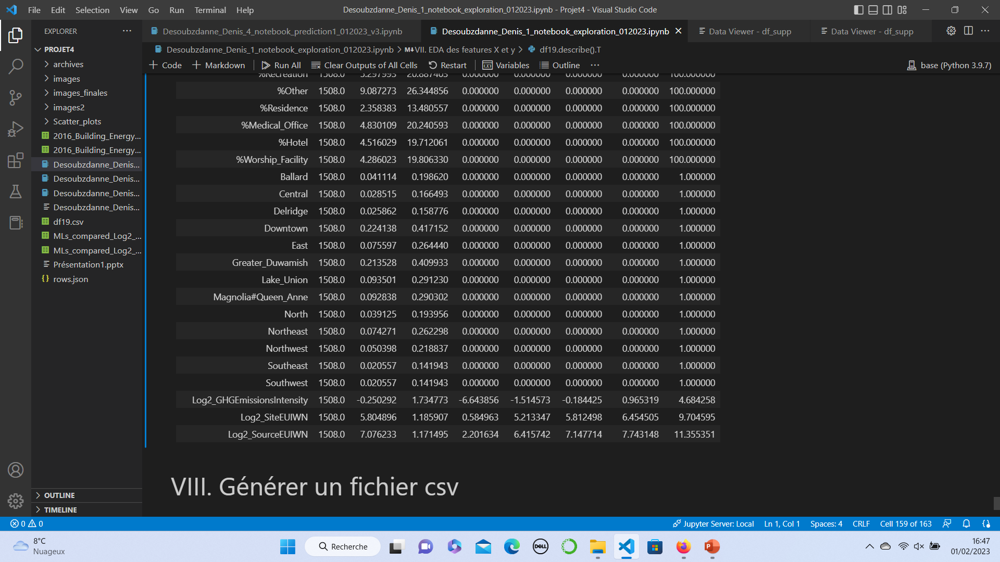 File Edit Selection View Go Run Terminal Help Desoubzdanne_Denis_1_notebook_exploration_012023.ipynb - Projet4 - Visual Studio Code
EXPLORER
Desoubzdanne_Denis_4_notebook_prediction1_012023_v3.ipynb Desoubzdanne_Denis_1_notebook_exploration_012023.ipynb Data Viewer - df_supp Data Viewer - df_supp
Desoubzdanne_Denis_1_notebook_exploration_012023.ipynb > M↓VII. EDA des features X et y > df19.describe().T
+ Code + Markdown Run All Clear Outputs of All Cells Restart Variables Outline ... base (Python 3.9.7)
PROJET4
archives
images
images_finales
images2
Scatter_plots
2016_Building_Energy...
2016_Building_Energy...
Desoubzdanne_Denis...
Desoubzdanne_Denis...
Desoubzdanne_Denis...
Desoubzdanne_Denis...
df19.csv
MLs_compared_Log2_...
MLs_compared_Log2_...
Présentation1.pptx
rows.json
OUTLINE
TIMELINE
%Recreation 1508.0 5.297993 20.887403 0.000000 0.000000 0.000000 0.000000 100.000000
%Other 1508.0 9.087273 26.344856 0.000000 0.000000 0.000000 0.000000 100.000000
%Residence 1508.0 2.358383 13.480557 0.000000 0.000000 0.000000 0.000000 100.000000
%Medical_Office 1508.0 4.830109 20.240593 0.000000 0.000000 0.000000 0.000000 100.000000
%Hotel 1508.0 4.516029 19.712061 0.000000 0.000000 0.000000 0.000000 100.000000
%Worship_Facility 1508.0 4.286023 19.806330 0.000000 0.000000 0.000000 0.000000 100.000000
Ballard 1508.0 0.041114 0.198620 0.000000 0.000000 0.000000 0.000000 1.000000
Central 1508.0 0.028515 0.166493 0.000000 0.000000 0.000000 0.000000 1.000000
Delridge 1508.0 0.025862 0.158776 0.000000 0.000000 0.000000 0.000000 1.000000
Downtown 1508.0 0.224138 0.417152 0.000000 0.000000 0.000000 0.000000 1.000000
East 1508.0 0.075597 0.264440 0.000000 0.000000 0.000000 0.000000 1.000000
Greater_Duwamish 1508.0 0.213528 0.409933 0.000000 0.000000 0.000000 0.000000 1.000000
Lake_Union 1508.0 0.093501 0.291230 0.000000 0.000000 0.000000 0.000000 1.000000
Magnolia#Queen_Anne 1508.0 0.092838 0.290302 0.000000 0.000000 0.000000 0.000000 1.000000
North 1508.0 0.039125 0.193956 0.000000 0.000000 0.000000 0.000000 1.000000
Northeast 1508.0 0.074271 0.262298 0.000000 0.000000 0.000000 0.000000 1.000000
Northwest 1508.0 0.050398 0.218837 0.000000 0.000000 0.000000 0.000000 1.000000
Southeast 1508.0 0.020557 0.141943 0.000000 0.000000 0.000000 0.000000 1.000000
Southwest 1508.0 0.020557 0.141943 0.000000 0.000000 0.000000 0.000000 1.000000
Log2_GHGEmissionsIntensity 1508.0 -0.250292 1.734773 -6.643856 -1.514573 -0.184425 0.965319 4.684258
Log2_SiteEUIWN 1508.0 5.804896 1.185907 0.584963 5.213347 5.812498 6.454505 9.704595
Log2_SourceEUIWN 1508.0 7.076233 1.171495 2.201634 6.415742 7.147714 7.743148 11.355351
VIII. Générer un fichier csv
0 0 Jupyter Server: Local Ln 1, Col 1 Spaces: 4 CRLF Cell 159 of 163
8°C
Nuageux
Recherche
DELL
16:47
01/02/2023